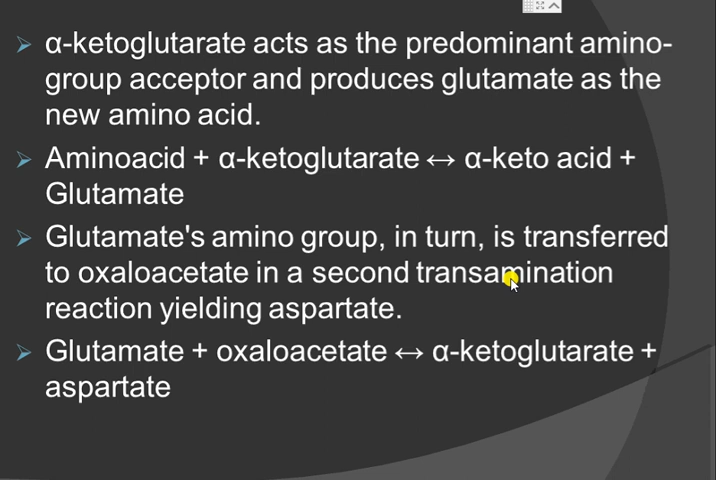 α-ketoglutarate acts as the predominant amino-
group acceptor and produces glutamate as the
new amino acid.
Aminoacid + α-ketoglutarate ↔ α-keto acid +
Glutamate
Glutamate's amino group, in turn, is transferred
to oxaloacetate in a second transamination
reaction yielding aspartate.
Glutamate + oxaloacetate ↔ α-ketoglutarate +
aspartate